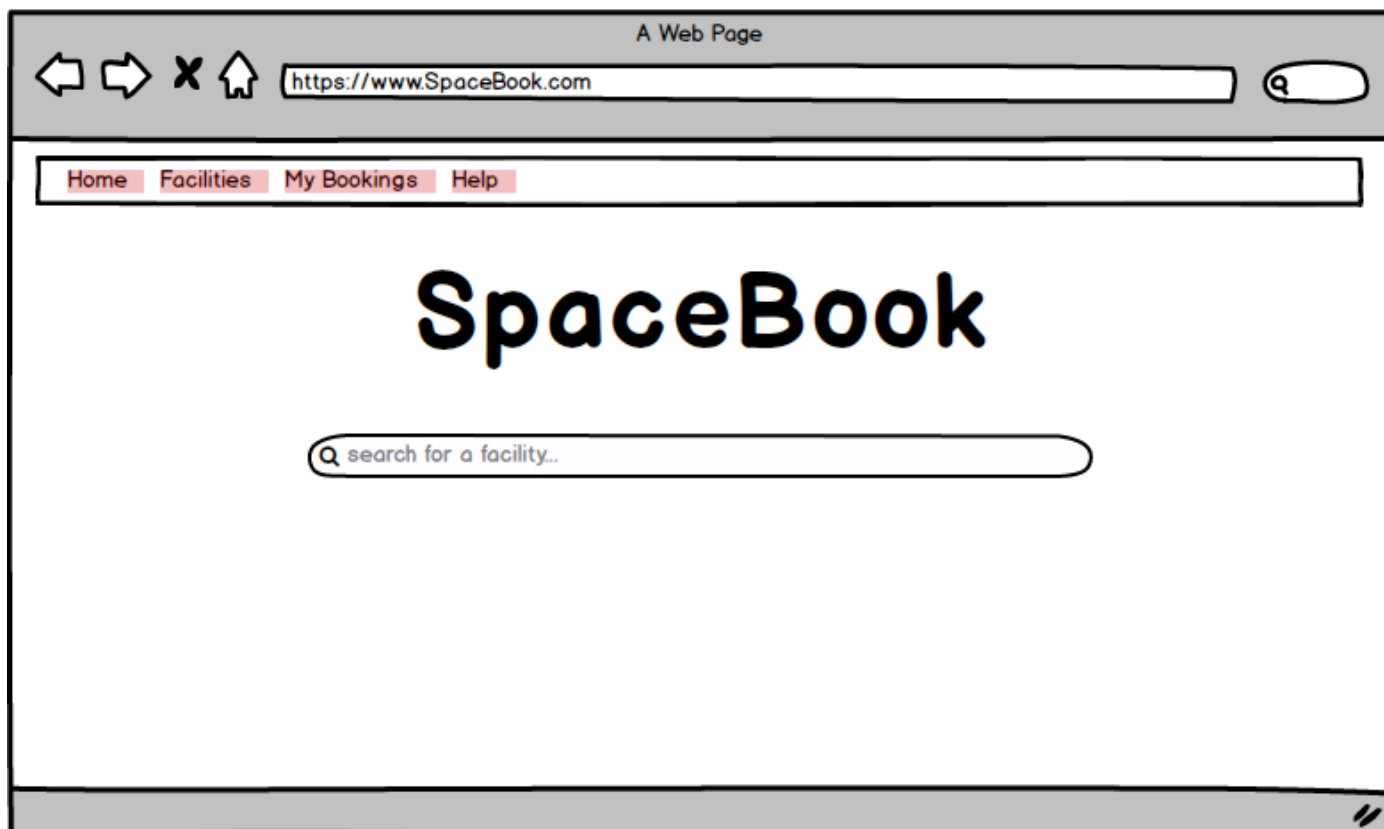 A Web Page
https://www.SpaceBook.com
Home Facilities My Bookings Help
SpaceBook
search for a facility...